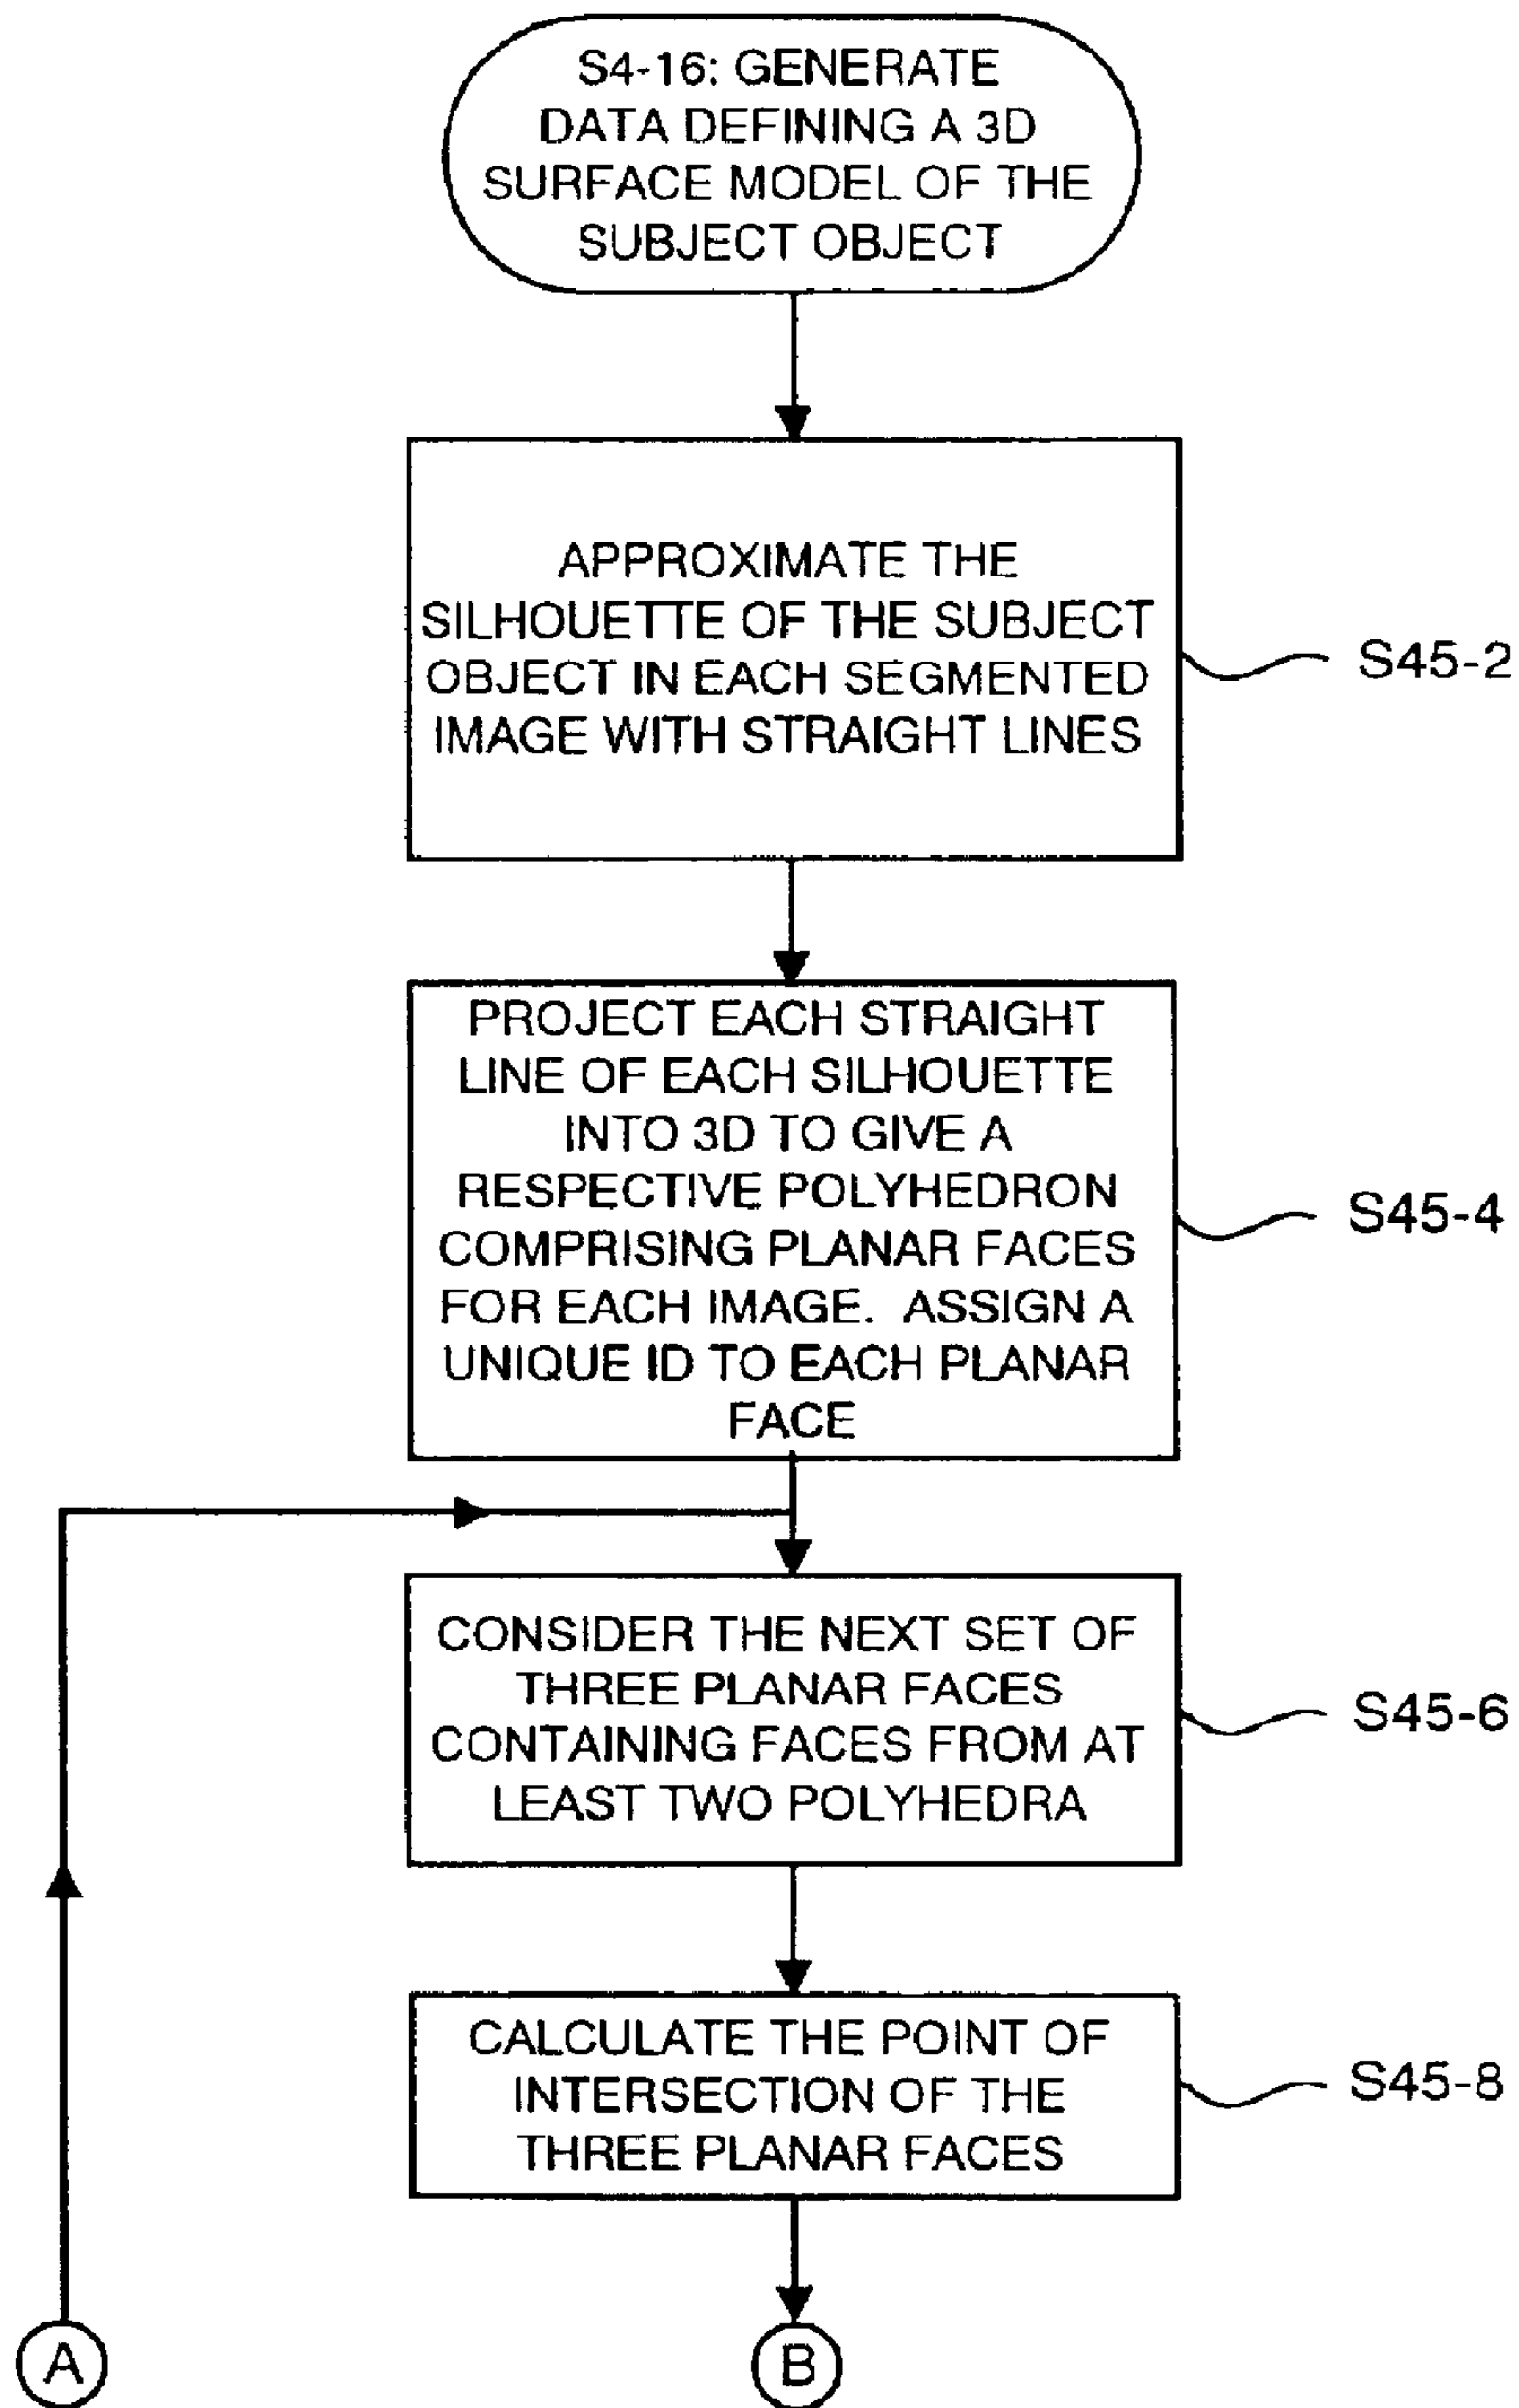 S4-16: GENERATE
DATA DEFINING A 3D
SURFACE MODEL OF THE
SUBJECT OBJECT
APPROXIMATE THE
SILHOUETTE OF THE SUBJECT
OBJECT IN EACH SEGMENTED
IMAGE WITH STRAIGHT LINES
S45-2
PROJECT EACH STRAIGHT
LINE OF EACH SILHOUETTE
INTO 3D TO GIVE A
RESPECTIVE POLYHEDRON
COMPRISING PLANAR FACES
FOR EACH IMAGE. ASSIGN A
UNIQUE ID TO EACH PLANAR
FACE
S45-4
CONSIDER THE NEXT SET OF
THREE PLANAR FACES
CONTAINING FACES FROM AT
LEAST TWO POLYHEDRA
S45-6
CALCULATE THE POINT OF
INTERSECTION OF THE
THREE PLANAR FACES
S45-8
A
B